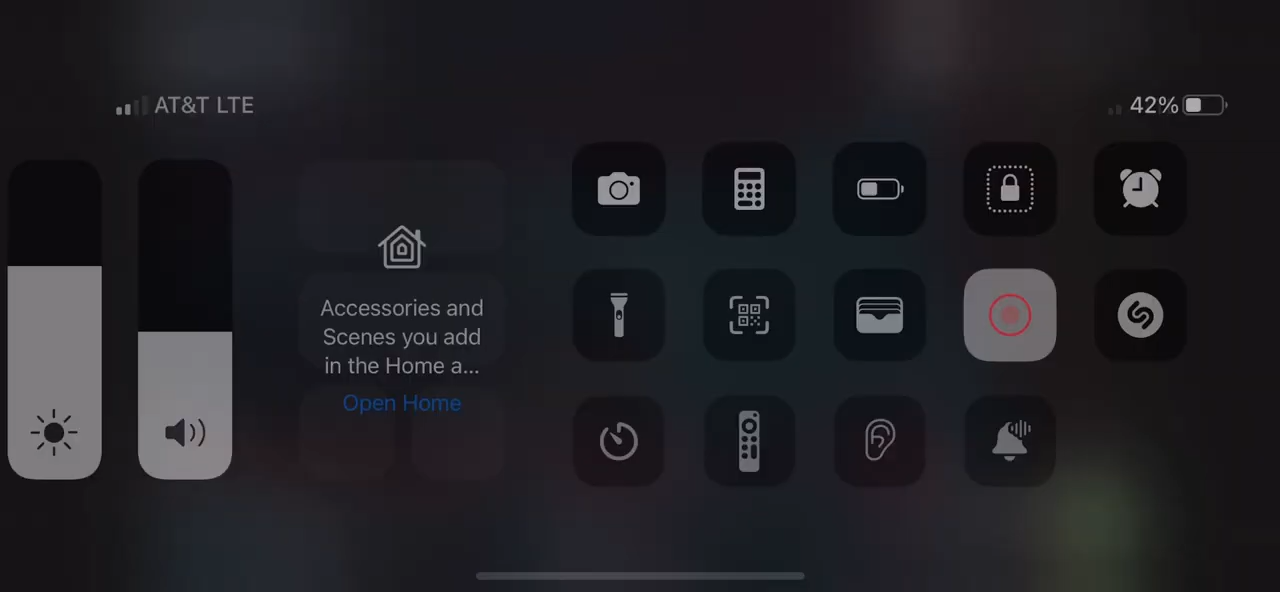 AT&T LTE
42%
Accessories and
Scenes you add
in the Home a...
Open Home